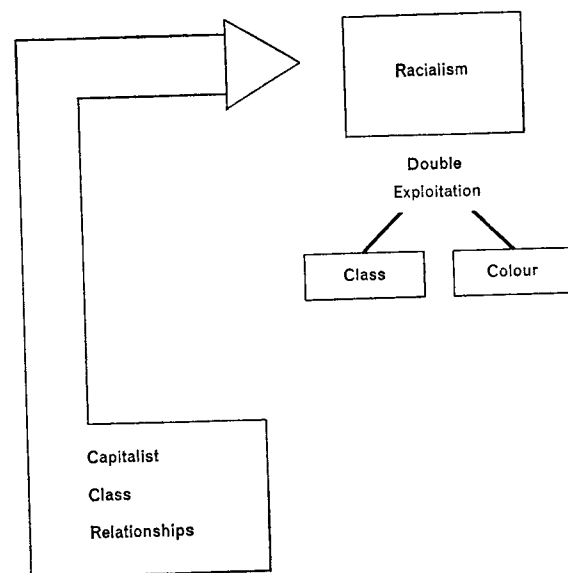 Racialism
Double
Exploitation
Class
Colour
Capitalist
Class
Relationships